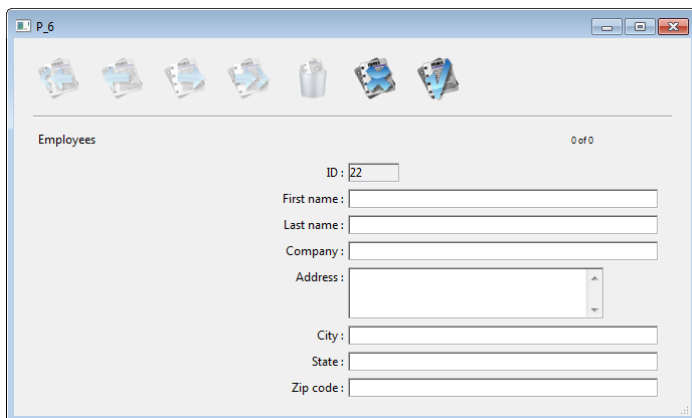 P_6
Employees
0 of 0
ID : 22
First name :
Last name :
Company :
Address :
City :
State :
Zip code :